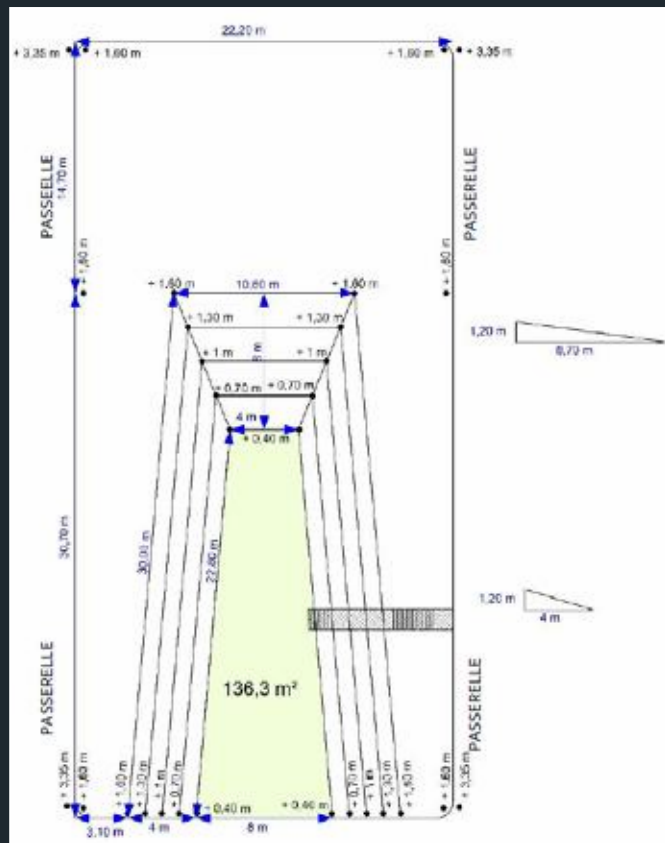 22,20 m
+ 3,35 m
+ 1,60 m
+ 1,60 m
+ 3,35 m
PASSEELLE
14,70 m
PASSERELLE
+ 1,60 m
+ 1,60 m
+ 1,60 m
10,60 m
+ 1,60 m
+ 1,30 m
+ 1,30 m
1,20 m
8,70 m
+ 1 m
8 m
+ 1 m
+ 0,70 m
+ 0,70 m
4 m
+ 0,40 m
30,70 m
22,80 m
1,20 m
4 m
136,3 m²
PASSERELLE
PASSERELLE
+ 3,35 m
+ 1,60 m
+ 1,60 m
+ 1,30 m
+ 1 m
+ 0,70 m
+ 0,40 m
+ 0,40 m
+ 0,70 m
+ 1 m
+ 1,30 m
+ 1,60 m
+ 1,60 m
+ 3,35 m
3,10 m
4 m
8 m